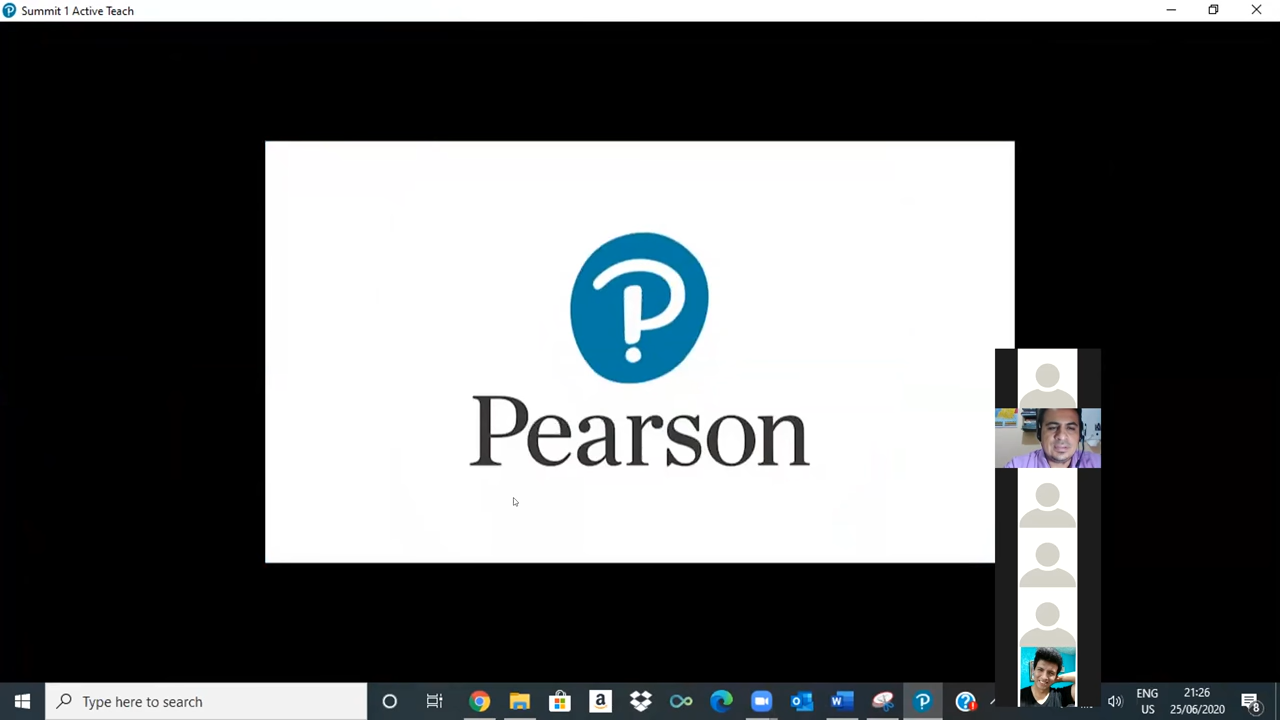 Summit 1 Active Teach
Pearson
Type here to search
ENG
US
21:26
25/06/2020
8